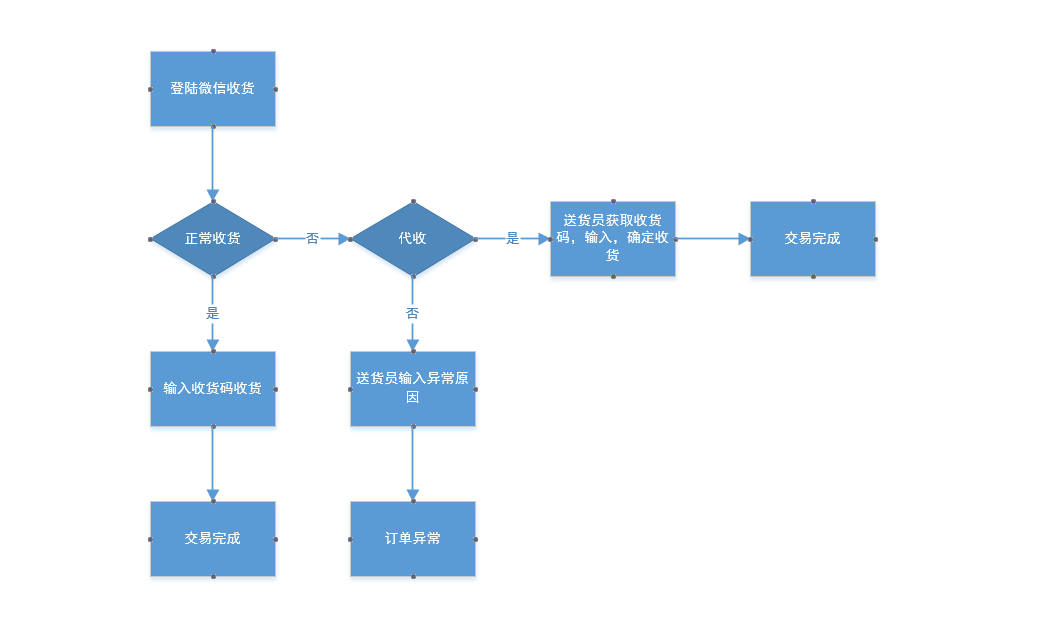 登陆微信收货
正常收货
否
代收
是
送货员获取收货
码，输入，确定收
货
交易完成
是
否
输入收货码收货
送货员输入异常原
因
交易完成
订单异常